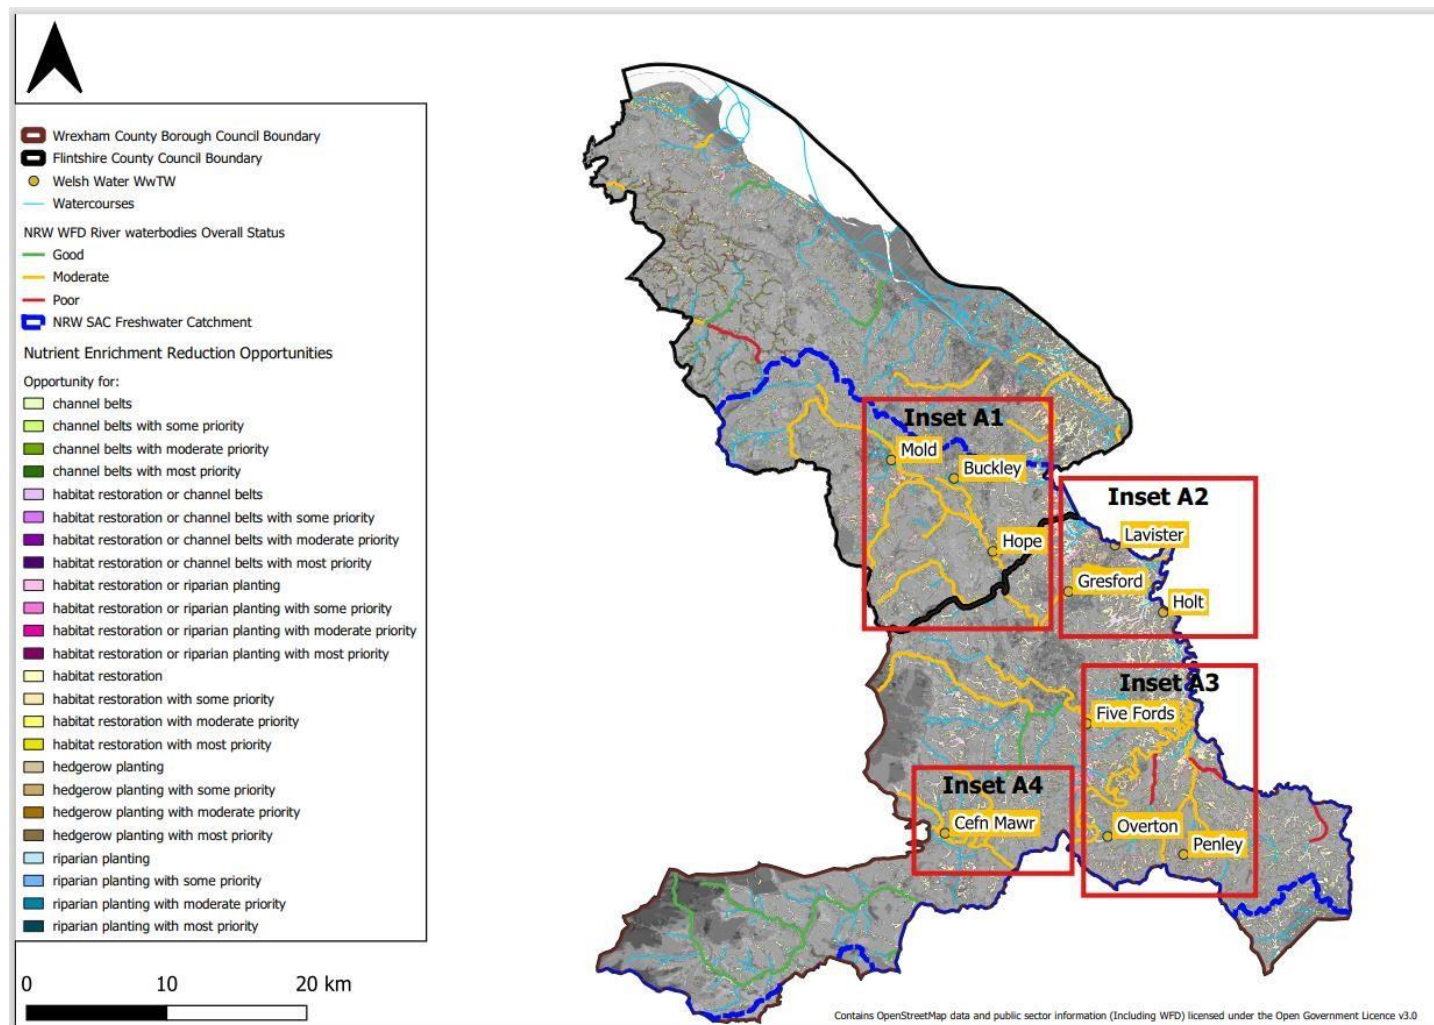 Wrexham County Borough Council Boundary
Flintshire County Council Boundary
Welsh Water WwTW
Watercourses
NRW WFD River waterbodies Overall Status
Good
Moderate
Poor
NRW SAC Freshwater Catchment
Nutrient Enrichment Reduction Opportunities
Opportunity for:
channel belts
channel belts with some priority
channel belts with moderate priority
channel belts with most priority
habitat restoration or channel belts
habitat restoration or channel belts with some priority
habitat restoration or channel belts with moderate priority
habitat restoration or channel belts with most priority
habitat restoration or riparian planting
habitat restoration or riparian planting with some priority
habitat restoration or riparian planting with moderate priority
habitat restoration or riparian planting with most priority
habitat restoration
habitat restoration with some priority
habitat restoration with moderate priority
habitat restoration with most priority
hedgerow planting
hedgerow planting with some priority
hedgerow planting with moderate priority
hedgerow planting with most priority
riparian planting
riparian planting with some priority
riparian planting with moderate priority
riparian planting with most priority
0 10 20 km
Inset A1
Mold
Buckley
Hope
Inset A2
Lavister
Gresford
Holt
Inset A3
Five Fords
Overton
Penley
Inset A4
Cefn Mawr
Contains OpenStreetMap data and public sector information (Including WFD) licensed under the Open Government Licence v3.0